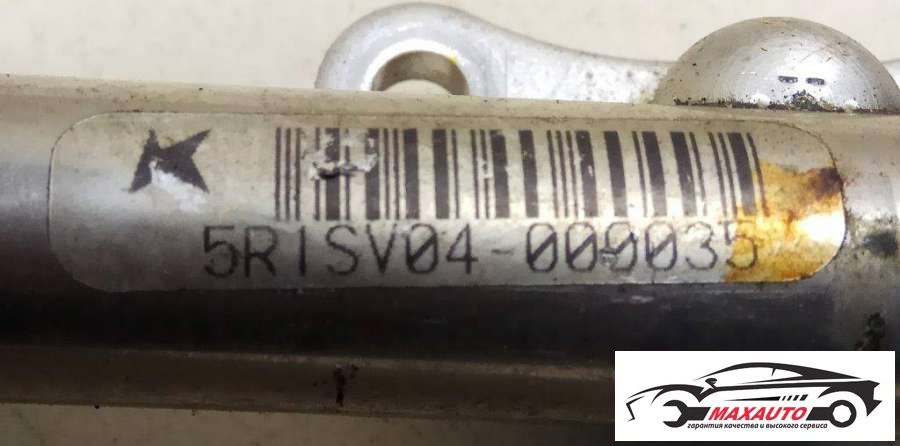 K
5R1SV04-000035
MAXAUTO
гарантия качества и высокого сервиса